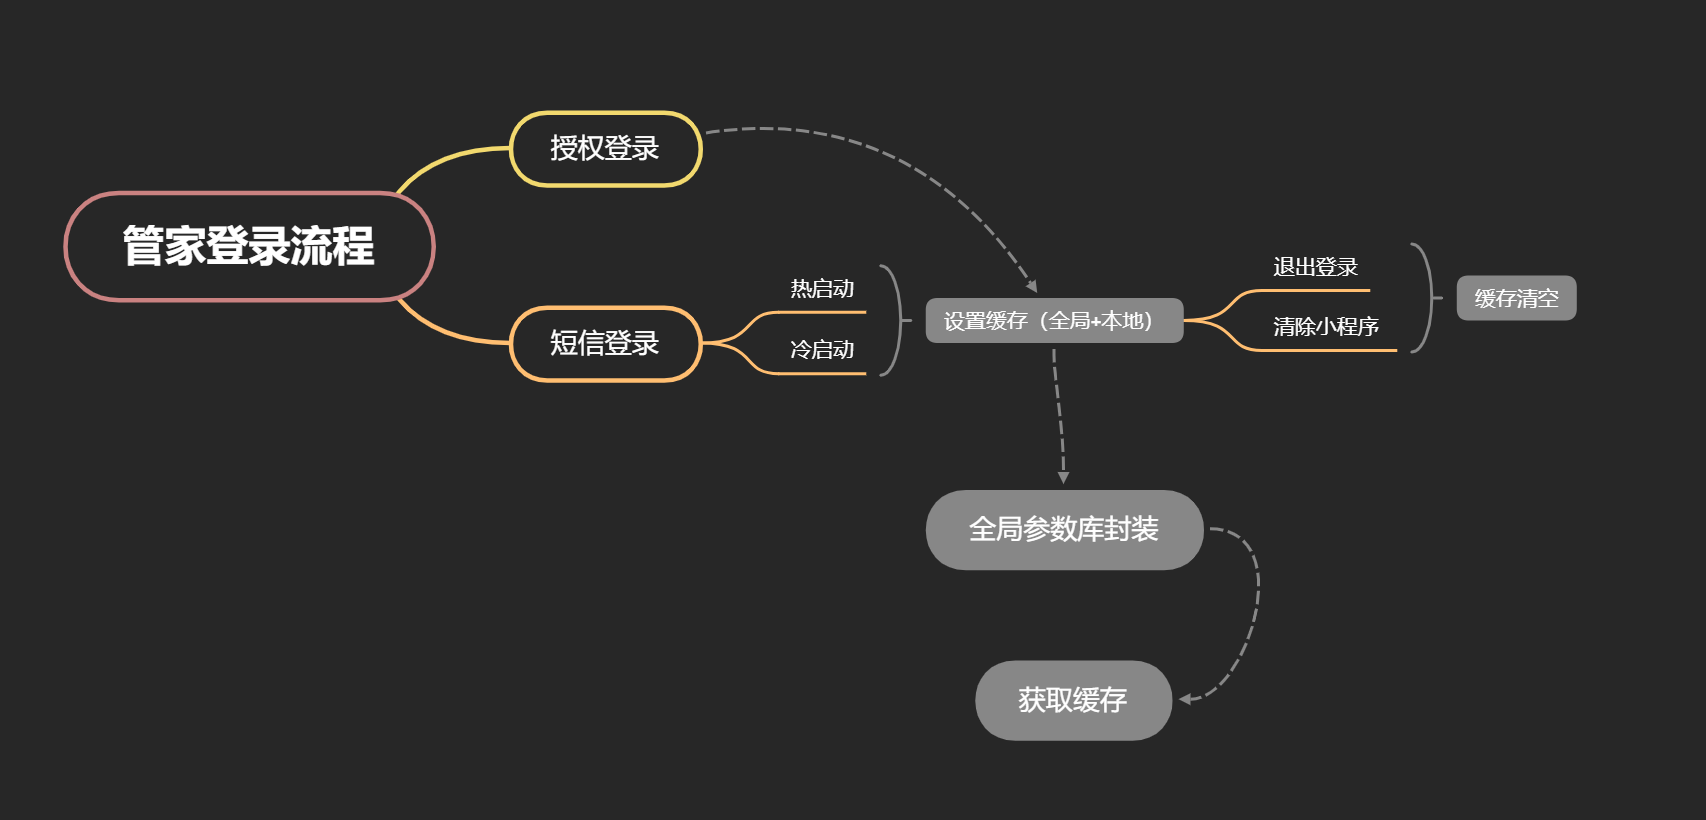 管家登录流程
授权登录
短信登录
热启动
冷启动
设置缓存（全局+本地）
退出登录
清除小程序
缓存清空
全局参数库封装
获取缓存